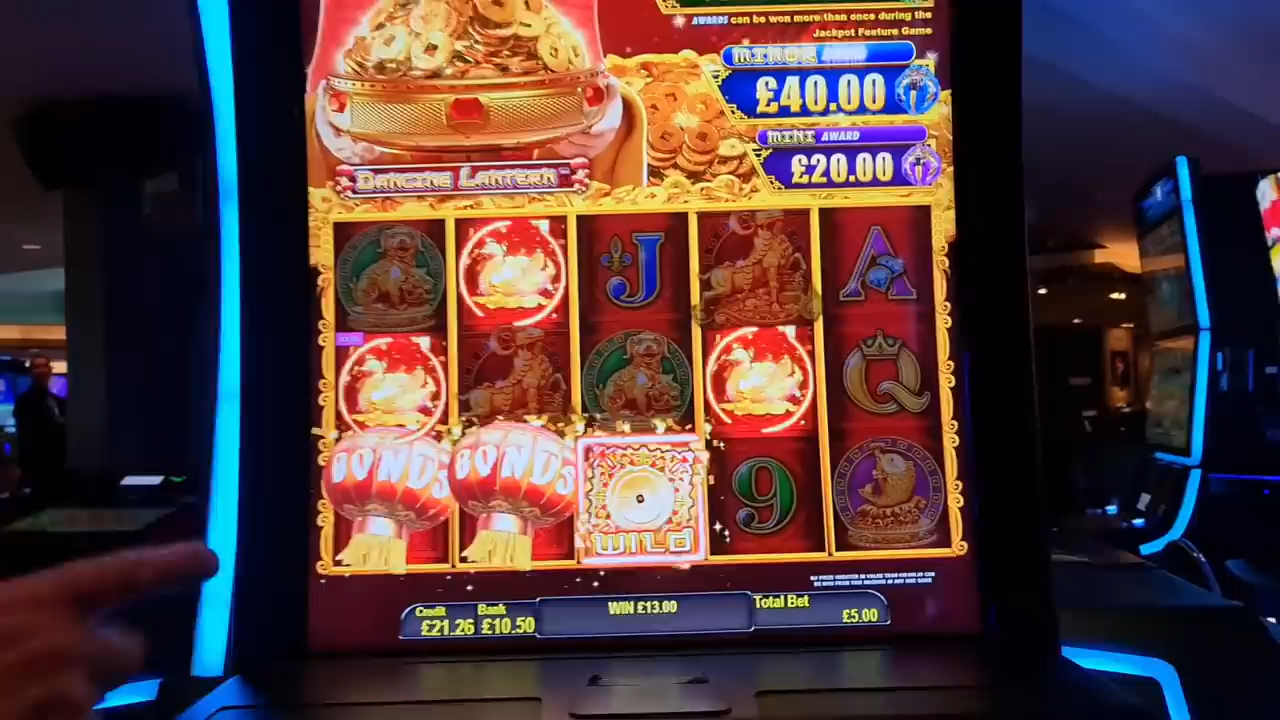 AWARDS can be won more than once during the
Jackpot Feature Game
MINOR AWARD
£40.00
MINI AWARD
£20.00
DANCING LANTERN
J
A
Q
BONUS
BONUS
WILD
9
Credit
£21.26
Bank
£10.50
WIN £13.00
Total Bet
£5.00